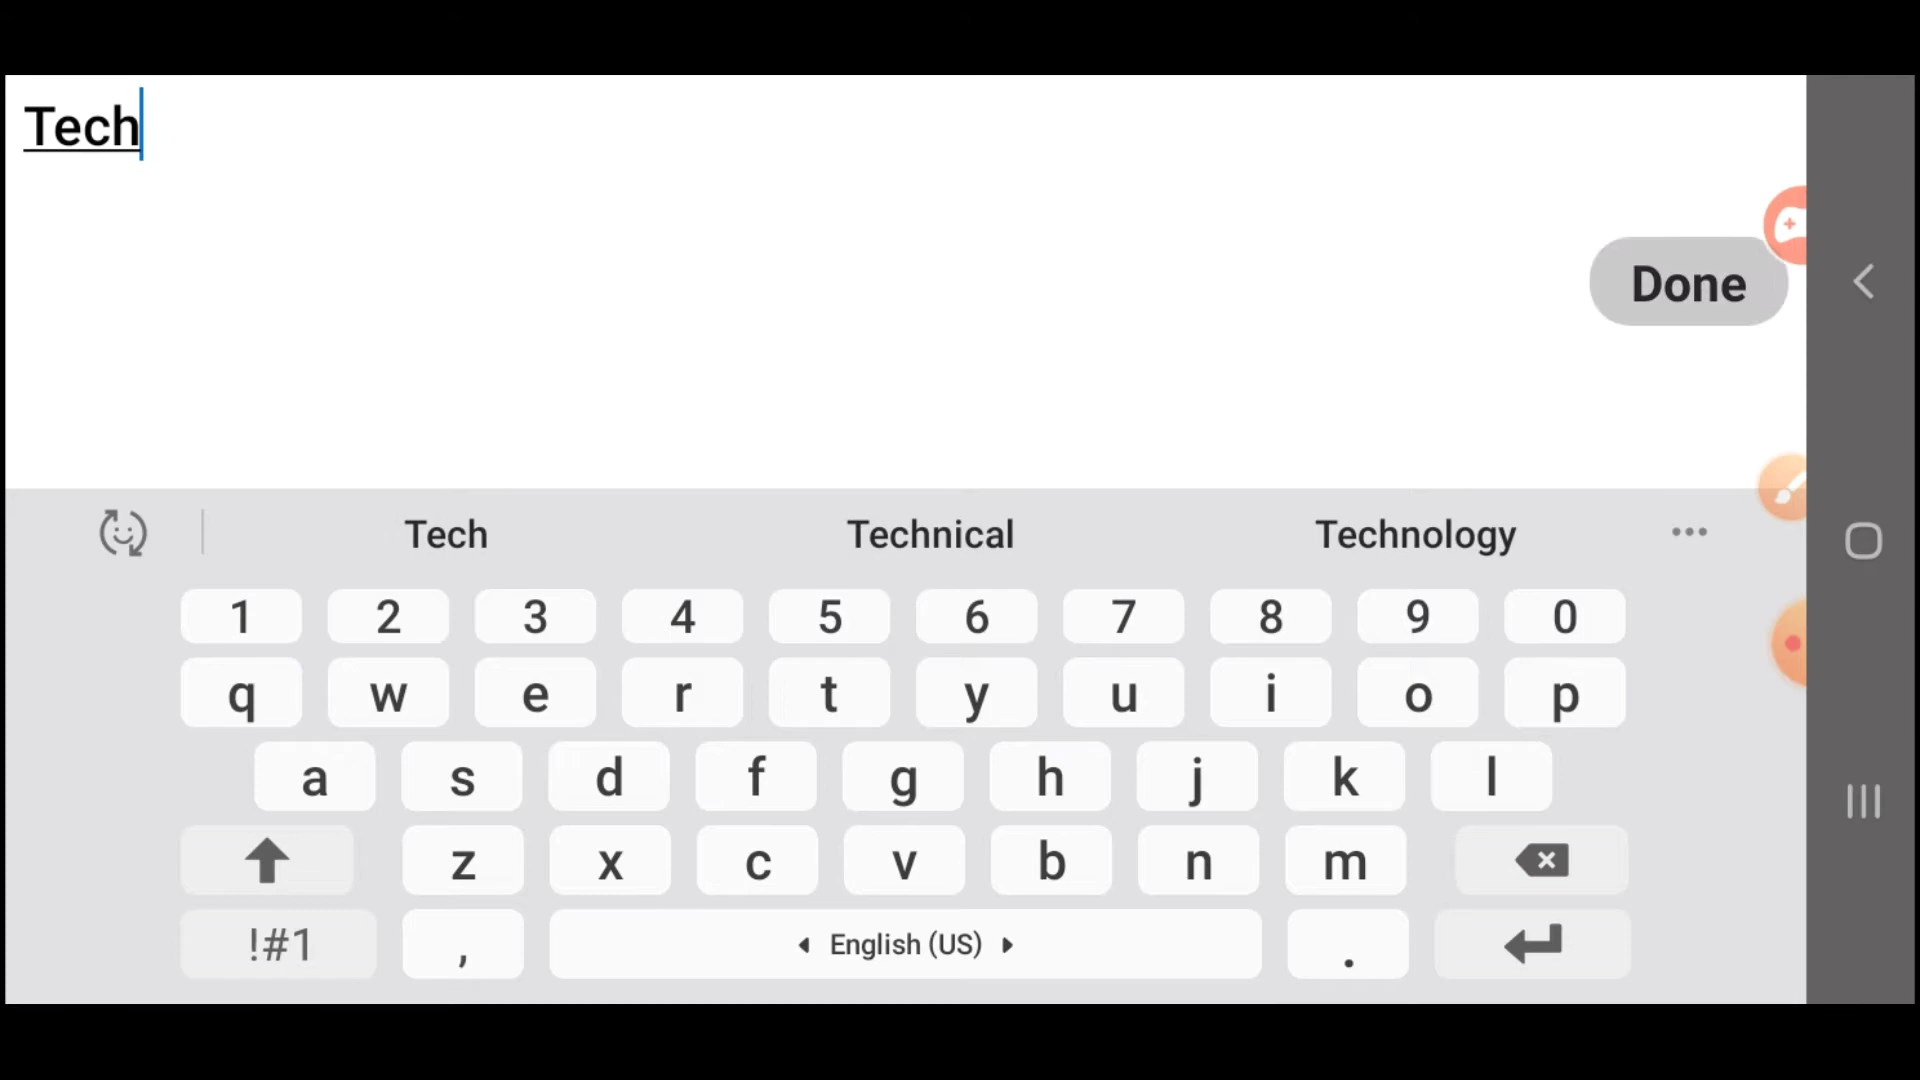 Tech
Done
Tech Technical Technology
1 2 3 4 5 6 7 8 9 0
q w e r t y u i o p
a s d f g h j k l
z x c v b n m
!#1 , English (US) .